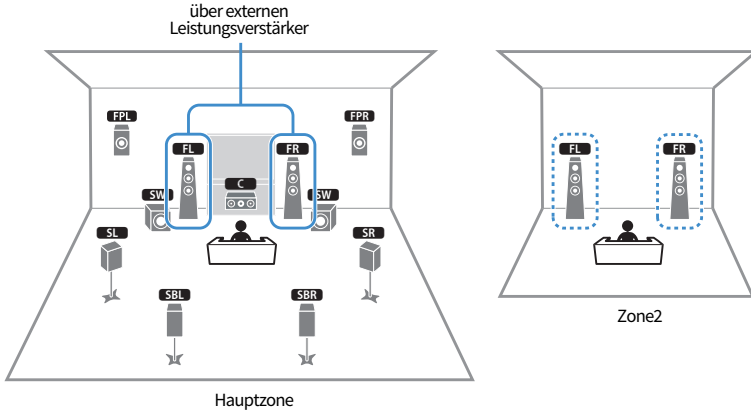 über externen
Leistungsverstärker
FPL
FPR
FL
FR
C
SW
SW
SL
SR
SBL
SBR
Hauptzone
FL
FR
Zone2